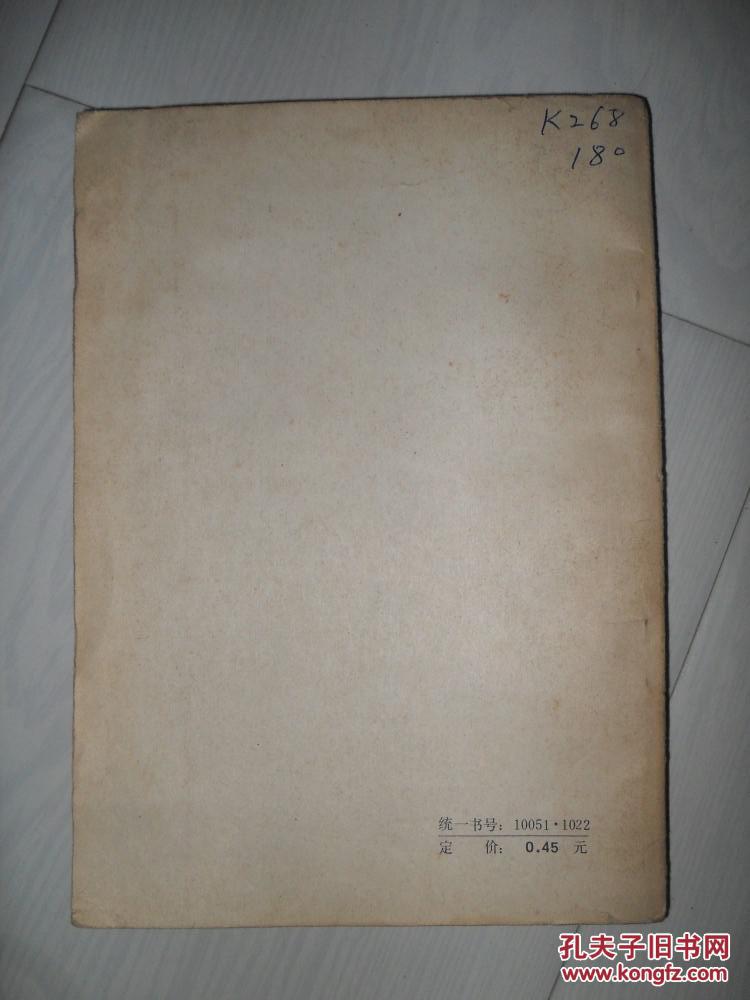 K268
180
统一书号：10051·1022
定 价： 0.45 元
孔夫子旧书网
www.kongfz.com